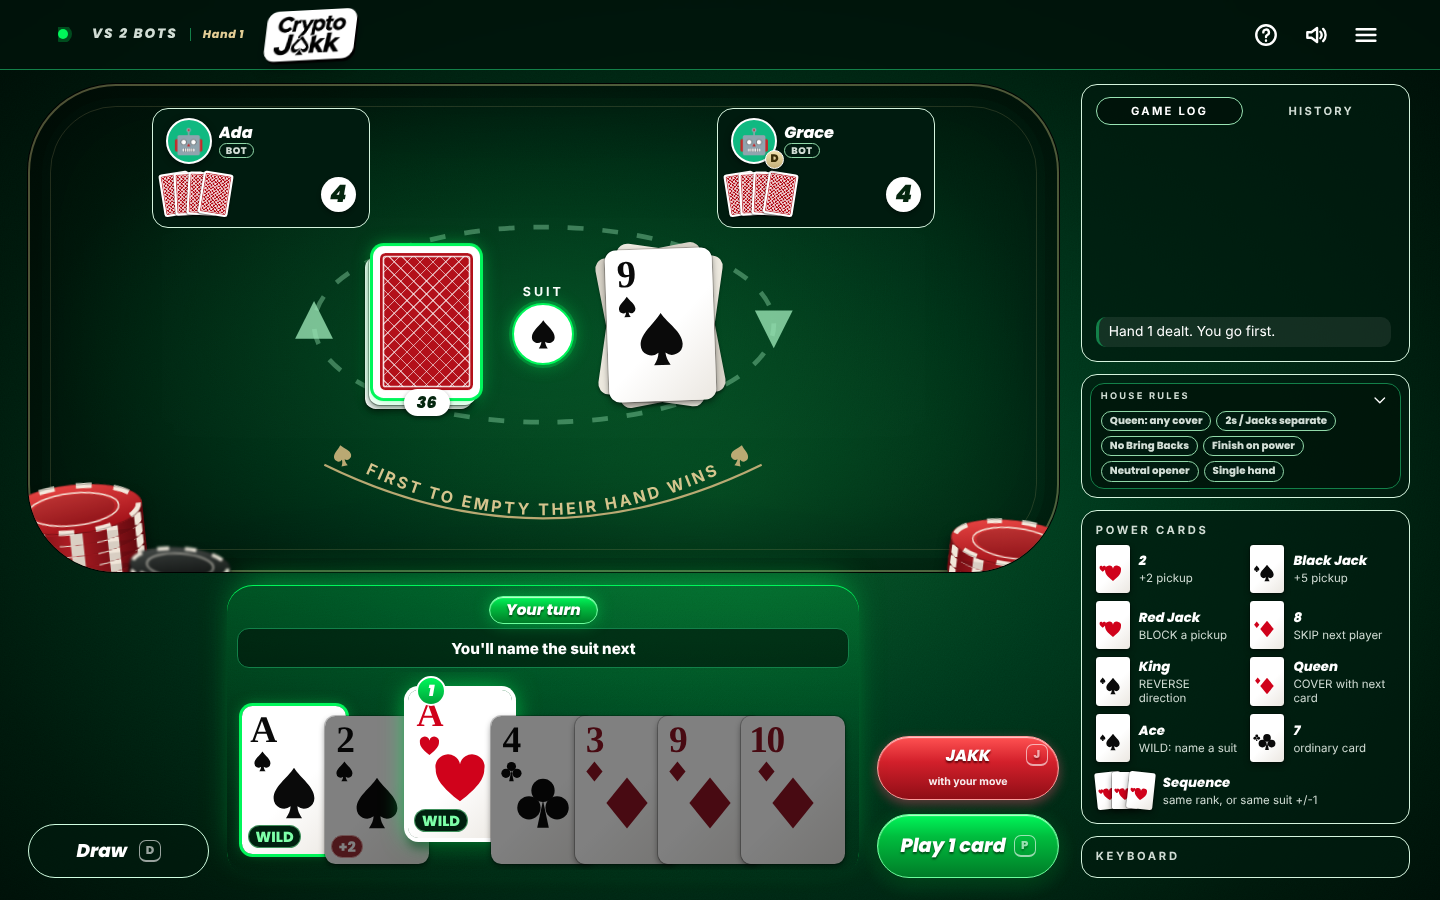 VS 2 BOTS
Hand 1
Crypto
Jakk
Ada
BOT
4
Grace
D
BOT
4
SUIT
9
36
FIRST TO EMPTY THEIR HAND WINS
Your turn
You'll name the suit next
1
A
WILD
2
+2
A
WILD
4
3
9
10
Draw D
JAKK J
with your move
Play 1 card P
GAME LOG
HISTORY
Hand 1 dealt. You go first.
HOUSE RULES
Queen: any cover
2s / Jacks separate
No Bring Backs
Finish on power
Neutral opener
Single hand
POWER CARDS
2
+2 pickup
Black Jack
+5 pickup
Red Jack
BLOCK a pickup
8
SKIP next player
King
REVERSE
direction
Queen
COVER with next
card
Ace
WILD: name a suit
7
ordinary card
Sequence
same rank, or same suit +/-1
KEYBOARD